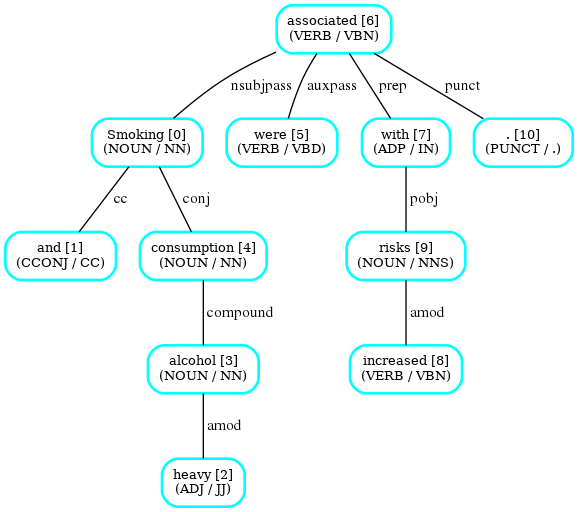 associated [6]
(VERB / VBN)
nsubjpass
auxpass
prep
punct
Smoking [0]
(NOUN / NN)
were [5]
(VERB / VBD)
with [7]
(ADP / IN)
. [10]
(PUNCT / .)
cc
conj
pobj
and [1]
(CCONJ / CC)
consumption [4]
(NOUN / NN)
risks [9]
(NOUN / NNS)
compound
amod
alcohol [3]
(NOUN / NN)
increased [8]
(VERB / VBN)
amod
heavy [2]
(ADJ / JJ)